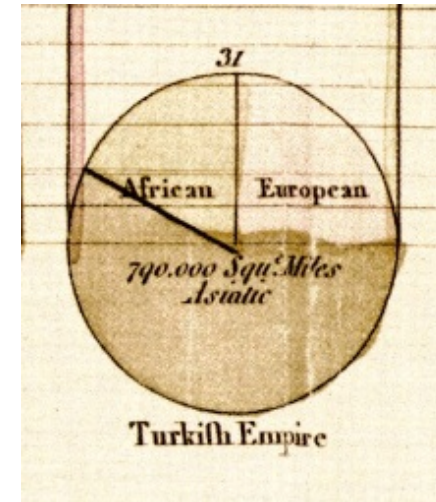 31
African European
790.000 Squ.ᵉ Miles
Asiatic
Turkiſh Empire